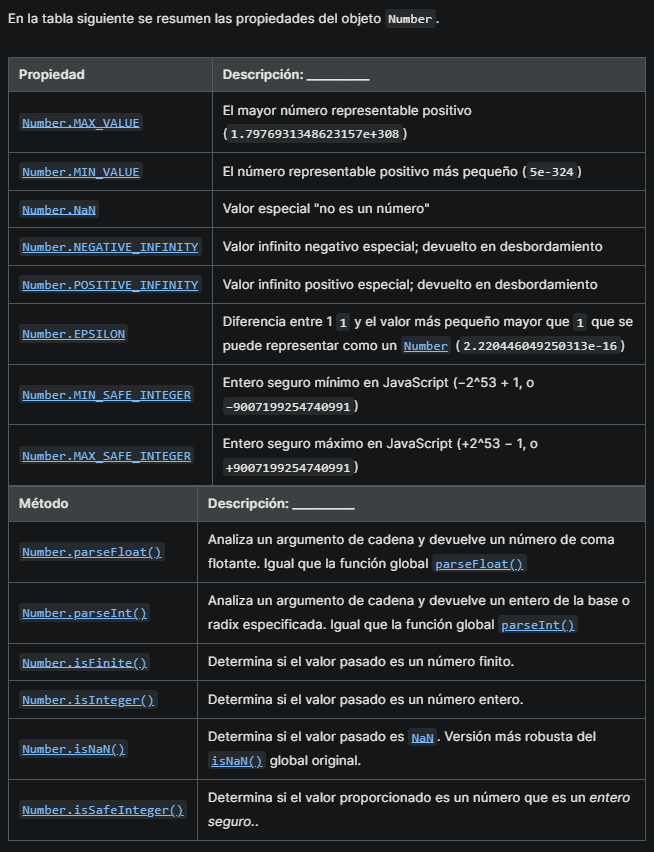 En la tabla siguiente se resumen las propiedades del objeto Number.
Propiedad Descripción: _________
Number.MAX_VALUE El mayor número representable positivo
(1.7976931348623157e+308)
Number.MIN_VALUE El número representable positivo más pequeño (5e-324)
Number.NaN Valor especial "no es un número"
Number.NEGATIVE_INFINITY Valor infinito negativo especial; devuelto en desbordamiento
Number.POSITIVE_INFINITY Valor infinito positivo especial; devuelto en desbordamiento
Number.EPSILON Diferencia entre 1 1 y el valor más pequeño mayor que 1 que se
puede representar como un Number (2.220446049250313e-16)
Number.MIN_SAFE_INTEGER Entero seguro mínimo en JavaScript (−2^53 + 1, o
−9007199254740991)
Number.MAX_SAFE_INTEGER Entero seguro máximo en JavaScript (+2^53 − 1, o
+9007199254740991)
Método Descripción: _________
Number.parseFloat() Analiza un argumento de cadena y devuelve un número de coma
flotante. Igual que la función global parseFloat()
Number.parseInt() Analiza un argumento de cadena y devuelve un entero de la base o
radix especificada. Igual que la función global parseInt()
Number.isFinite() Determina si el valor pasado es un número finito.
Number.isInteger() Determina si el valor pasado es un número entero.
Number.isNaN() Determina si el valor pasado es NaN. Versión más robusta del
isNaN() global original.
Number.isSafeInteger() Determina si el valor proporcionado es un número que es un entero
seguro..